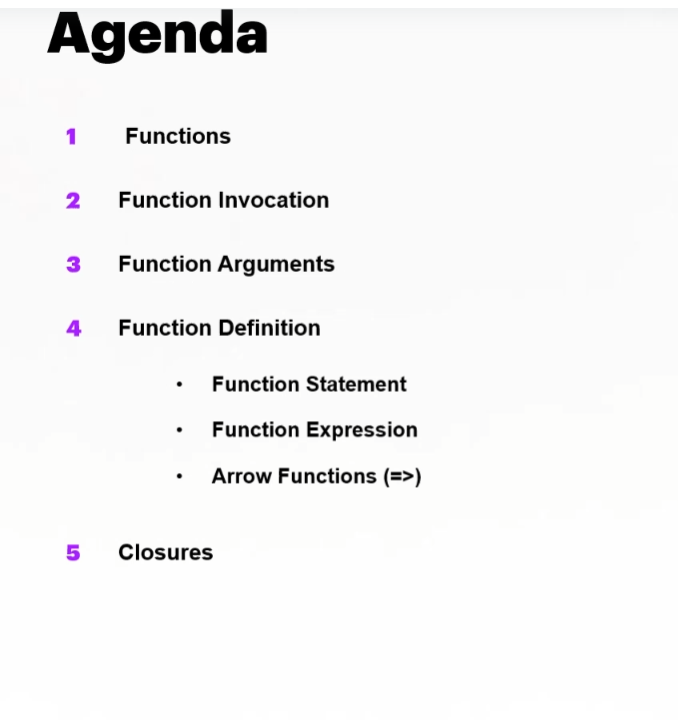 Agenda
1 Functions
2 Function Invocation
3 Function Arguments
4 Function Definition
• Function Statement
• Function Expression
• Arrow Functions (=>)
5 Closures